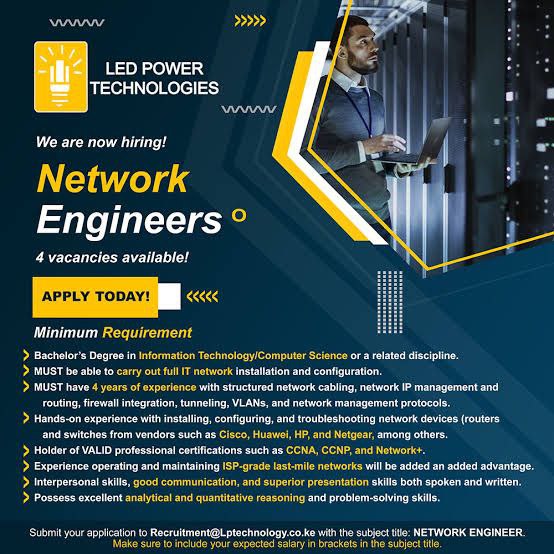 LED POWER
TECHNOLOGIES
We are now hiring!
Network
Engineers
4 vacancies available!
APPLY TODAY!
Minimum Requirement
Bachelor's Degree in Information Technology/Computer Science or a related discipline.
MUST be able to carry out full IT network installation and configuration.
MUST have 4 years of experience with structured network cabling, network IP management and
routing, firewall integration, tunneling, VLANs, and network management protocols.
Hands-on experience with installing, configuring, and troubleshooting network devices (routers
and switches from vendors such as Cisco, Huawei, HP, and Netgear, among others.
Holder of VALID professional certifications such as CCNA, CCNP, and Network+.
Experience operating and maintaining ISP-grade last-mile networks will be added an added advantage.
Interpersonal skills, good communication, and superior presentation skills both spoken and written.
Possess excellent analytical and quantitative reasoning and problem-solving skills.
Submit your application to Recruitment@Lptechnology.co.ke with the subject title: NETWORK ENGINEER.
Make sure to include your expected salary in brackets in the subject title.